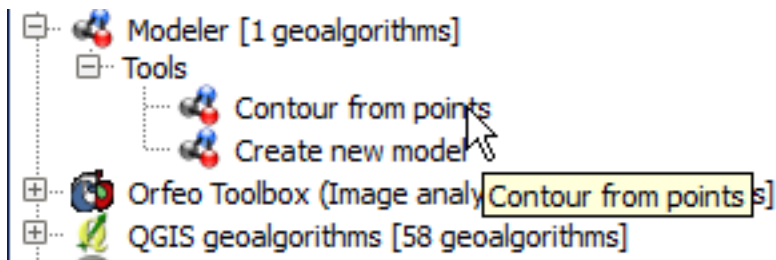 Modeler [1 geoalgorithms]
Tools
Contour from points
Create new model
Orfeo Toolbox (Image analy
Contour from points
s]
QGIS geoalgorithms [58 geoalgorithms]